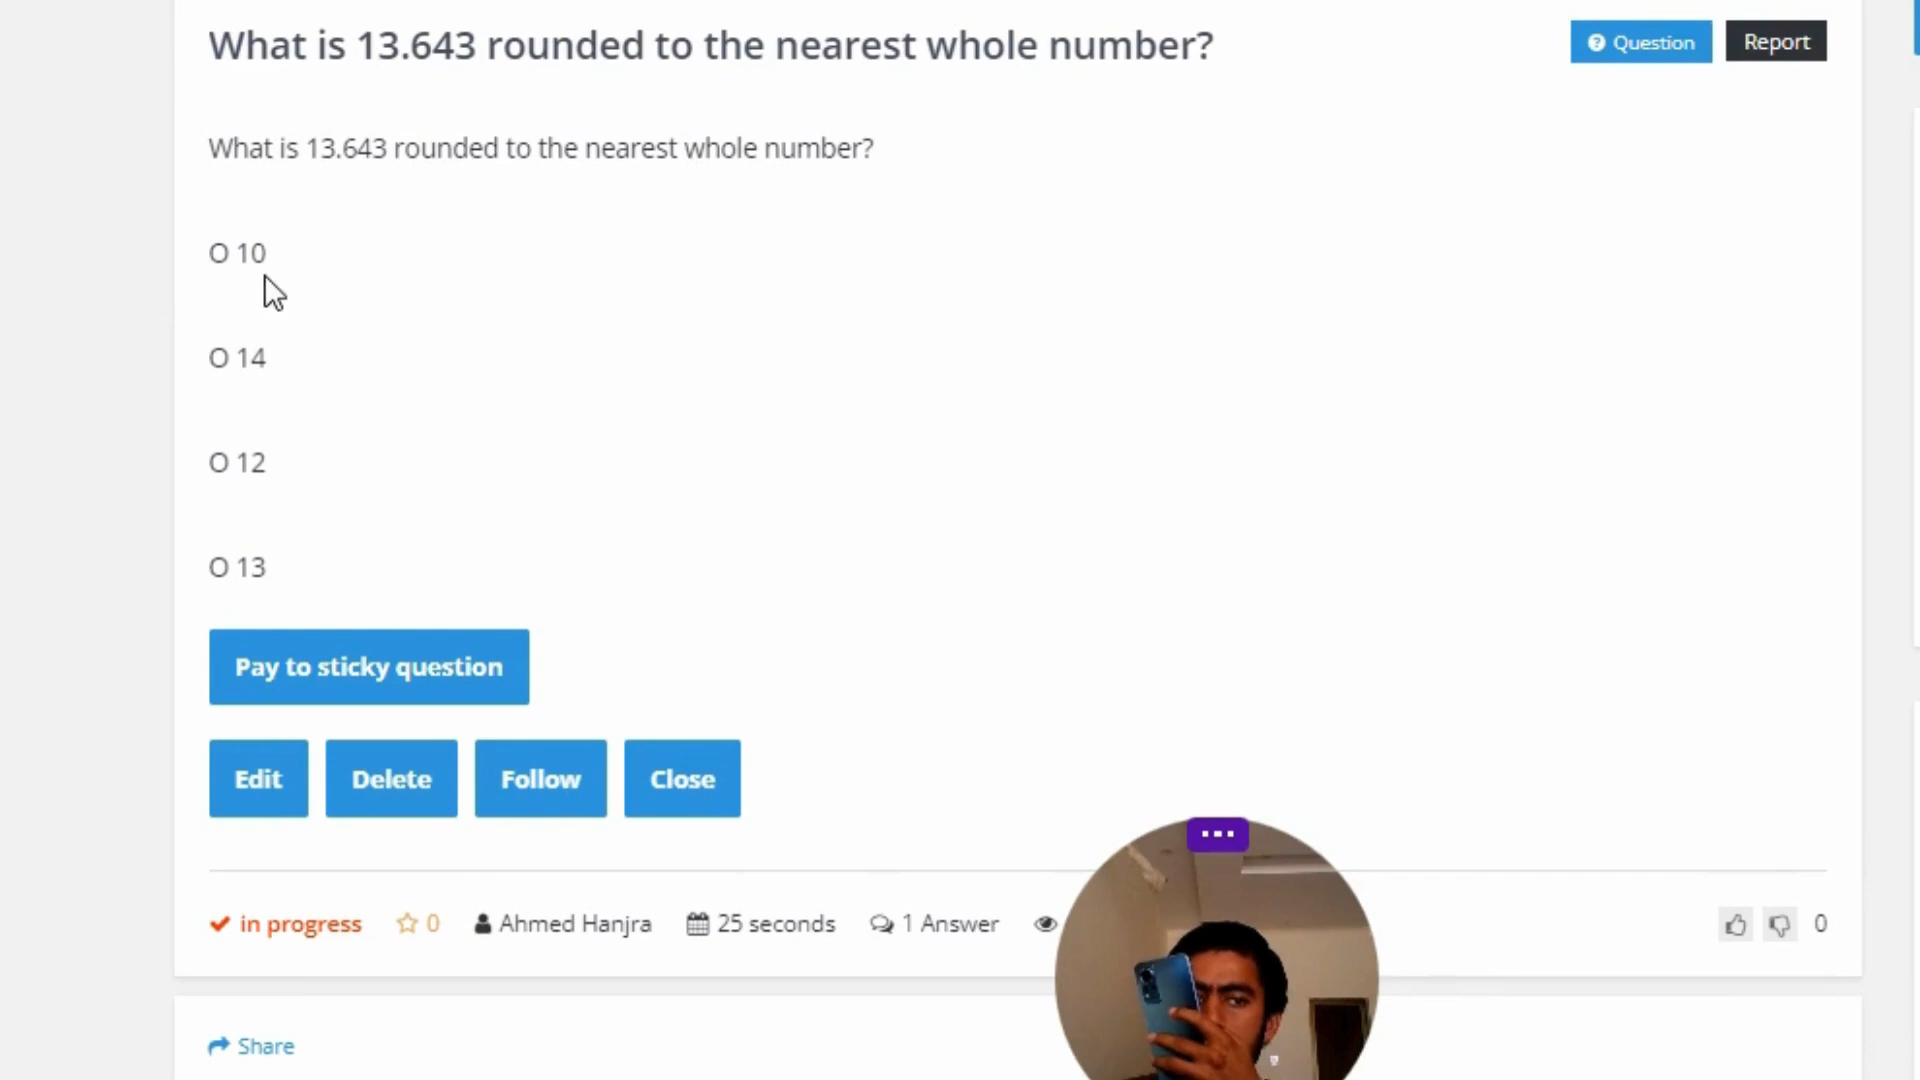 What is 13.643 rounded to the nearest whole number?
Question
Report
What is 13.643 rounded to the nearest whole number?
O 10
O 14
O 12
O 13
Pay to sticky question
Edit
Delete
Follow
Close
in progress
0
Ahmed Hanjra
25 seconds
1 Answer
0
Share